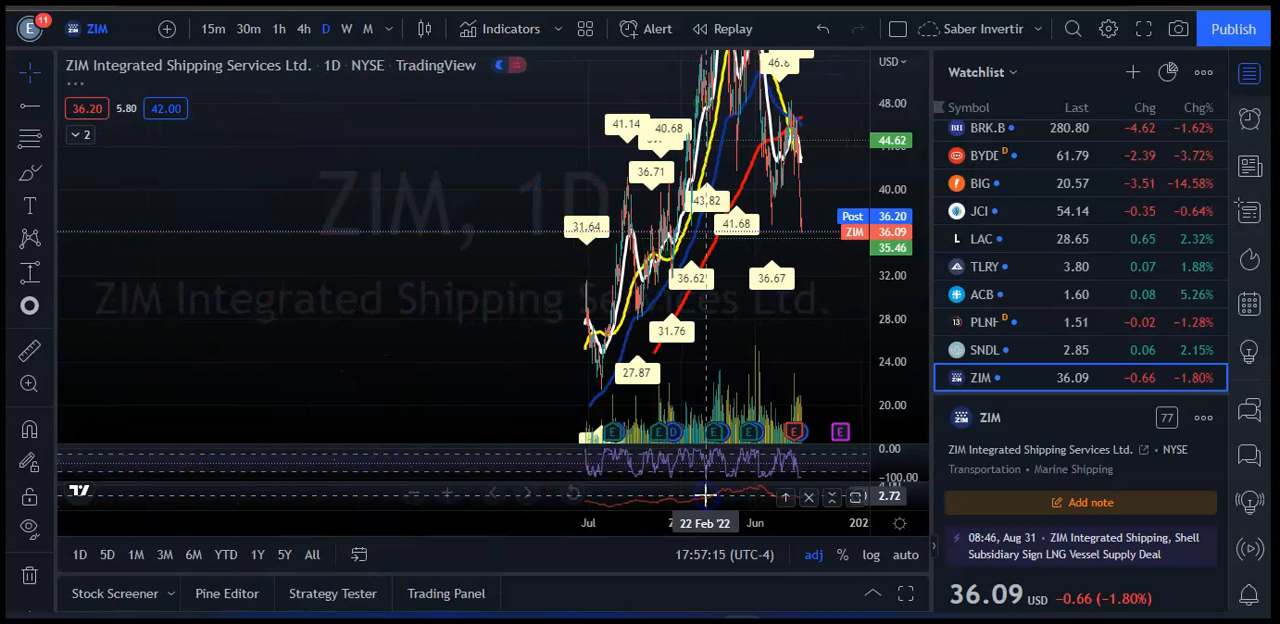 E 11 ZIM 15m 30m 1h 4h D W M Indicators Alert Replay Saber Invertir Publish
ZIM Integrated Shipping Services Ltd. · 1D · NYSE · TradingView
36.20 5.80 42.00
2
ZIM, 1D
ZIM Integrated Shipping Services Ltd.
USD
48.00
44.62
40.00
Post 36.20
ZIM 36.09
35.46
32.00
28.00
24.00
20.00
0.00
-100.00
2.72
46.6
41.14
40.68
36.71
43.82
31.64
41.68
36.62
36.67
31.76
27.87
E E D E E E E
Jul 22 Feb '22 Jun 202
1D 5D 1M 3M 6M YTD 1Y 5Y All 17:57:15 (UTC-4) adj % log auto
Stock Screener Pine Editor Strategy Tester Trading Panel
Watchlist
Symbol Last Chg Chg%
BRK.B 280.80 −4.62 −1.62%
BYDE D 61.79 −2.39 −3.72%
BIG 20.57 −3.51 −14.58%
JCI 54.14 −0.35 −0.64%
LAC 28.65 0.65 2.32%
TLRY 3.80 0.07 1.88%
ACB 1.60 0.08 5.26%
PLNF D 1.51 −0.02 −1.28%
SNDL 2.85 0.06 2.15%
ZIM 36.09 −0.66 −1.80%
ZIM 77
ZIM Integrated Shipping Services Ltd. • NYSE
Transportation • Marine Shipping
Add note
08:46, Aug 31 • ZIM Integrated Shipping, Shell
Subsidiary Sign LNG Vessel Supply Deal
36.09 USD −0.66 (−1.80%)